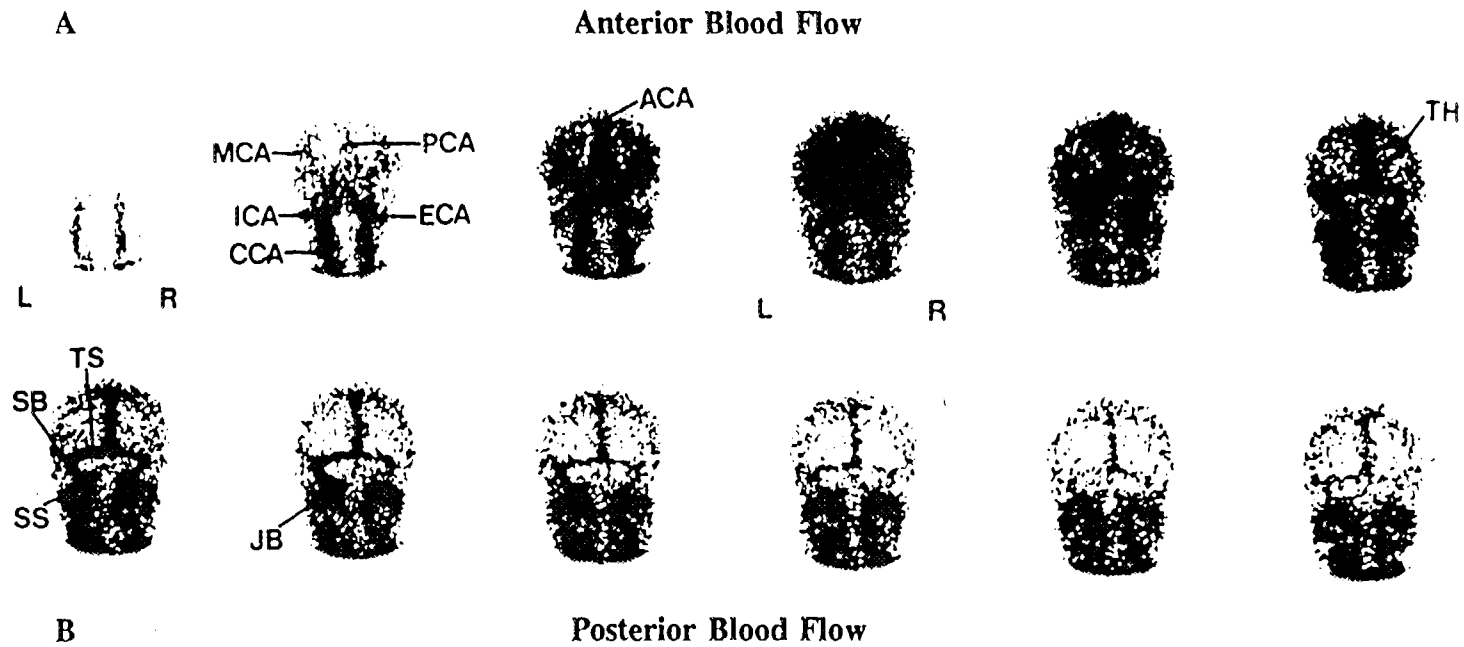 A Anterior Blood Flow
ACA
TH
MCA PCA
ICA ECA
CCA
L R
L R
TS
SB
SS
JB
B Posterior Blood Flow